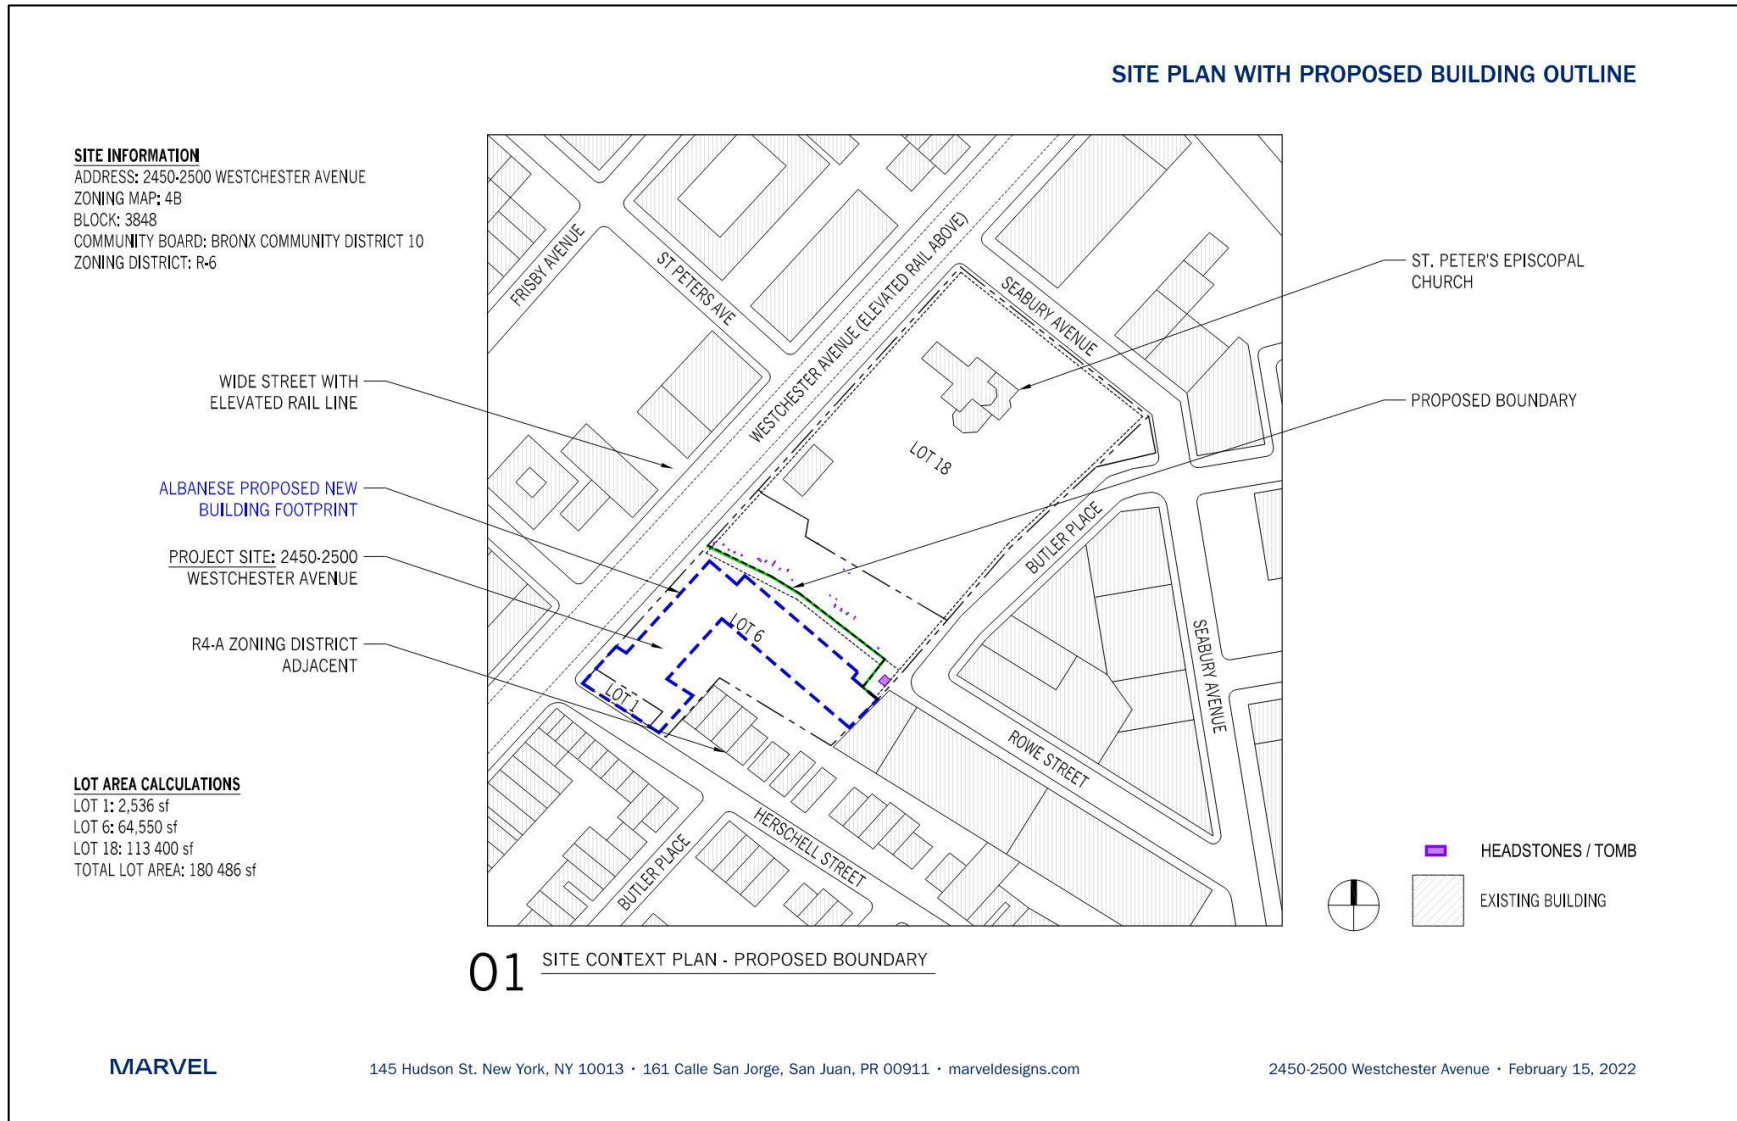 SITE PLAN WITH PROPOSED BUILDING OUTLINE
SITE INFORMATION
ADDRESS: 2450-2500 WESTCHESTER AVENUE
ZONING MAP: 4B
BLOCK: 3848
COMMUNITY BOARD: BRONX COMMUNITY DISTRICT 10
ZONING DISTRICT: R-6
WIDE STREET WITH
ELEVATED RAIL LINE
ALBANESE PROPOSED NEW
BUILDING FOOTPRINT
PROJECT SITE: 2450-2500
WESTCHESTER AVENUE
R4-A ZONING DISTRICT
ADJACENT
LOT AREA CALCULATIONS
LOT 1: 2,536 sf
LOT 6: 64,550 sf
LOT 18: 113 400 sf
TOTAL LOT AREA: 180 486 sf
FRISBY AVENUE
ST PETERS AVE
WESTCHESTER AVENUE (ELEVATED RAIL ABOVE)
SEABURY AVENUE
LOT 18
BUTLER PLACE
LOT 6
LOT 1
SEABURY AVENUE
ROWE STREET
HERSCHELL STREET
BUTLER PLACE
ST. PETER'S EPISCOPAL
CHURCH
PROPOSED BOUNDARY
HEADSTONES / TOMB
EXISTING BUILDING
01 SITE CONTEXT PLAN - PROPOSED BOUNDARY
MARVEL
145 Hudson St. New York, NY 10013 • 161 Calle San Jorge, San Juan, PR 00911 • marveldesigns.com
2450-2500 Westchester Avenue • February 15, 2022